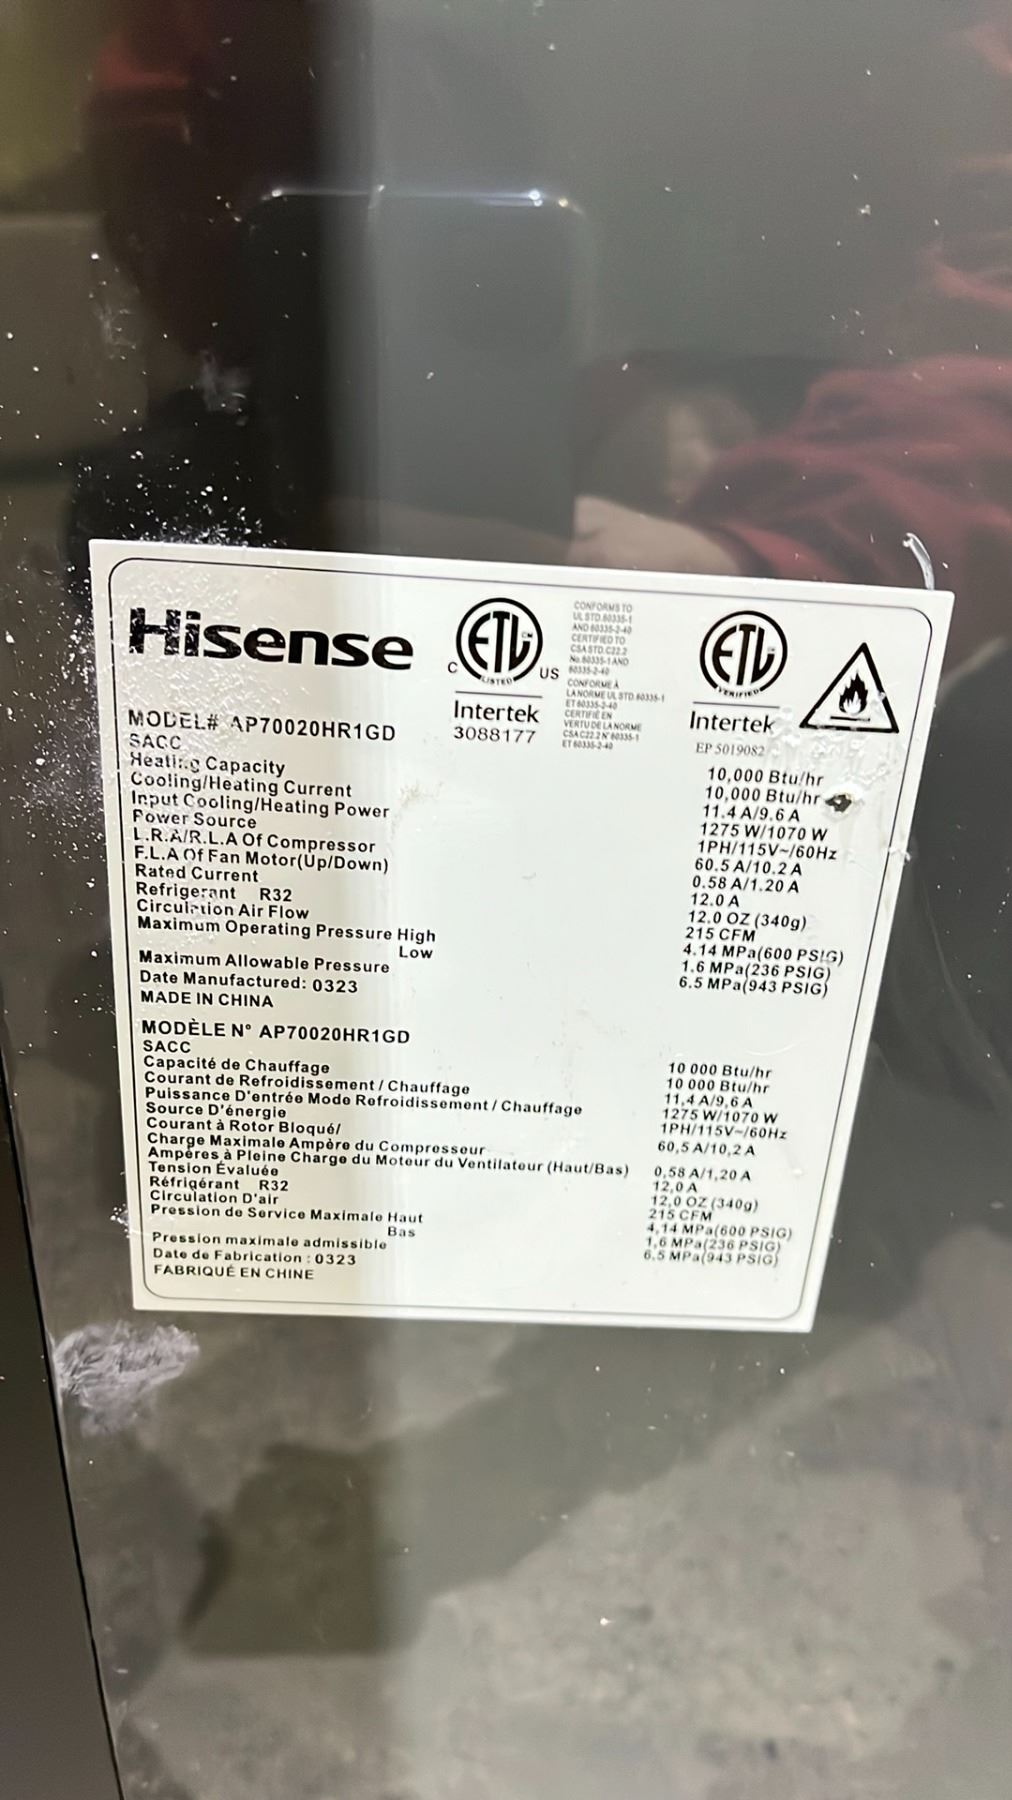 Hisense
C ETL CM LISTED US
Intertek
3088177
CONFORMS TO
UL STD.60335-1
AND 60335-2-40
CERTIFIED TO
CSA STD.C22.2
No.60335-1 AND
60335-2-40
CONFORME À
LA NORME UL STD 60335-1
ET 60335-2-40
CERTIFIÉ EN
VERTU DE LA NORME
CSA C22.2 N° 60335-1
ET 60335-2-40
ETL VERIFIED
Intertek
EP 5019082
MODEL# AP70020HR1GD
SACC 10,000 Btu/hr
Heating Capacity 10,000 Btu/hr
Cooling/Heating Current 11.4 A/9.6 A
Input Cooling/Heating Power 1275 W/1070 W
Power Source 1PH/115V~/60Hz
L.R.A/R.L.A Of Compressor 60.5 A/10.2 A
F.L.A Of Fan Motor(Up/Down) 0.58 A/1.20 A
Rated Current 12.0 A
Refrigerant R32 12.0 OZ (340g)
Circulation Air Flow 215 CFM
Maximum Operating Pressure High 4.14 MPa(600 PSIG)
Low 1.6 MPa(236 PSIG)
Maximum Allowable Pressure 6.5 MPa(943 PSIG)
Date Manufactured: 0323
MADE IN CHINA
MODÈLE N° AP70020HR1GD
SACC 10 000 Btu/hr
Capacité de Chauffage 10 000 Btu/hr
Courant de Refroidissement / Chauffage 11,4 A/9,6 A
Puissance D'entrée Mode Refroidissement / Chauffage 1275 W/1070 W
Source D'énergie 1PH/115V~/60Hz
Courant à Rotor Bloqué/
Charge Maximale Ampère du Compresseur 60,5 A/10,2 A
Ampères à Pleine Charge du Moteur du Ventilateur (Haut/Bas) 0,58 A/1,20 A
Tension Évaluée 12,0 A
Réfrigérant R32 12,0 OZ (340g)
Circulation D'air 215 CFM
Pression de Service Maximale Haut 4,14 MPa(600 PSIG)
Bas 1,6 MPa(236 PSIG)
Pression maximale admissible 6.5 MPa(943 PSIG)
Date de Fabrication : 0323
FABRIQUÉ EN CHINE